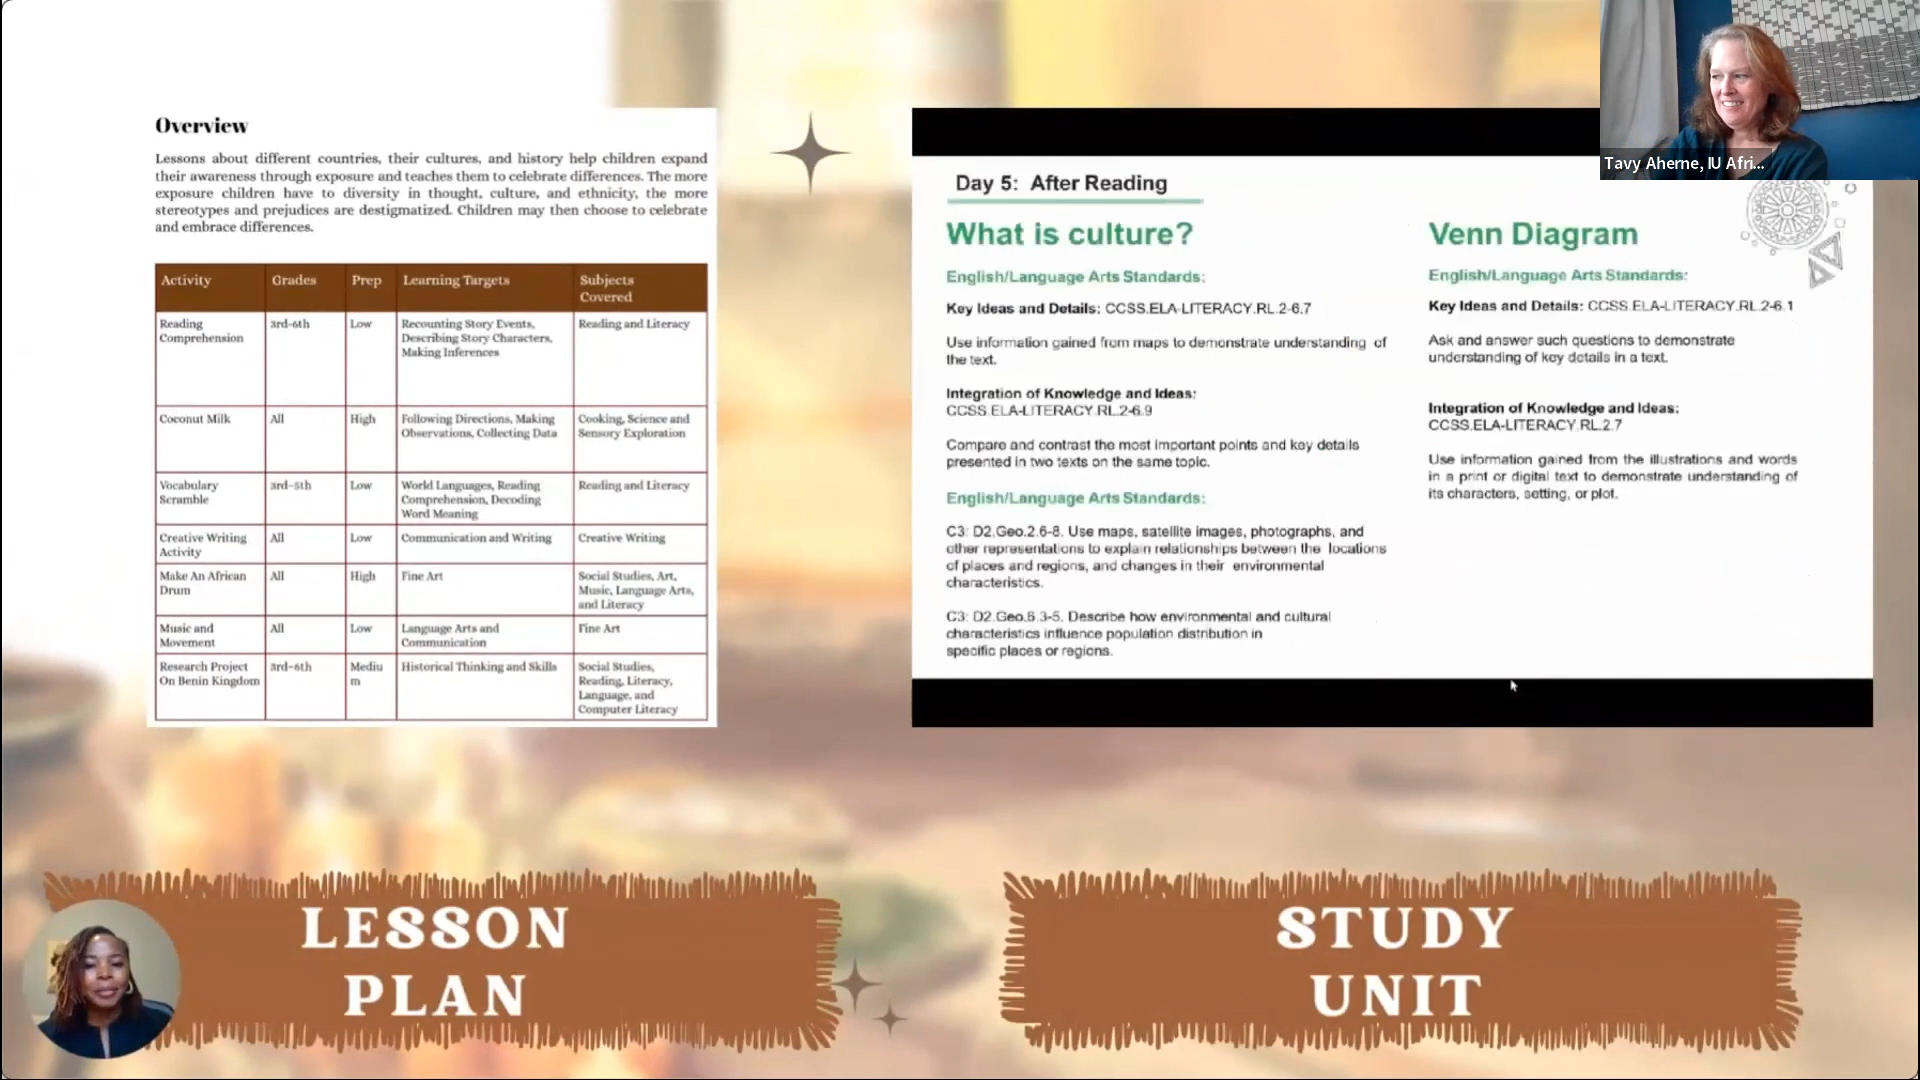 Overview
Lessons about different countries, their cultures, and history help children expand
their awareness through exposure and teaches them to celebrate differences. The more
exposure children have to diversity in thought, culture, and ethnicity, the more
stereotypes and prejudices are destigmatized. Children may then choose to celebrate
and embrace differences.
Activity Grades Prep Learning Targets Subjects
Covered
Reading 3rd-6th Low Recounting Story Events, Reading and Literacy
Comprehension Describing Story Characters,
Making Inferences
Coconut Milk All High Following Directions, Making Cooking, Science and
Observations, Collecting Data Sensory Exploration
Vocabulary 3rd-5th Low World Languages, Reading Reading and Literacy
Scramble Comprehension, Decoding
Word Meaning
Creative Writing All Low Communication and Writing Creative Writing
Activity
Make An African All High Fine Art Social Studies, Art,
Drum Music, Language Arts,
and Literacy
Music and All Low Language Arts and Fine Art
Movement Communication
Research Project 3rd-6th Mediu Historical Thinking and Skills Social Studies,
On Benin Kingdom m Reading, Literacy,
Language, and
Computer Literacy
Day 5: After Reading
What is culture?
English/Language Arts Standards:
Key Ideas and Details: CCSS.ELA-LITERACY.RL.2-6.7
Use information gained from maps to demonstrate understanding of
the text.
Integration of Knowledge and Ideas:
CCSS.ELA-LITERACY.RL.2-6.9
Compare and contrast the most important points and key details
presented in two texts on the same topic.
English/Language Arts Standards:
C3: D2.Geo.2.6-8. Use maps, satellite images, photographs, and
other representations to explain relationships between the locations
of places and regions, and changes in their environmental
characteristics.
C3: D2.Geo.8.3-5. Describe how environmental and cultural
characteristics influence population distribution in
specific places or regions.
Venn Diagram
English/Language Arts Standards:
Key Ideas and Details: CCSS.ELA-LITERACY.RL.2-6.1
Ask and answer such questions to demonstrate
understanding of key details in a text.
Integration of Knowledge and Ideas:
CCSS.ELA-LITERACY.RL.2.7
Use information gained from the illustrations and words
in a print or digital text to demonstrate understanding of
its characters, setting, or plot.
Tavy Aherne, IU Afri...
LESSON
PLAN
STUDY
UNIT